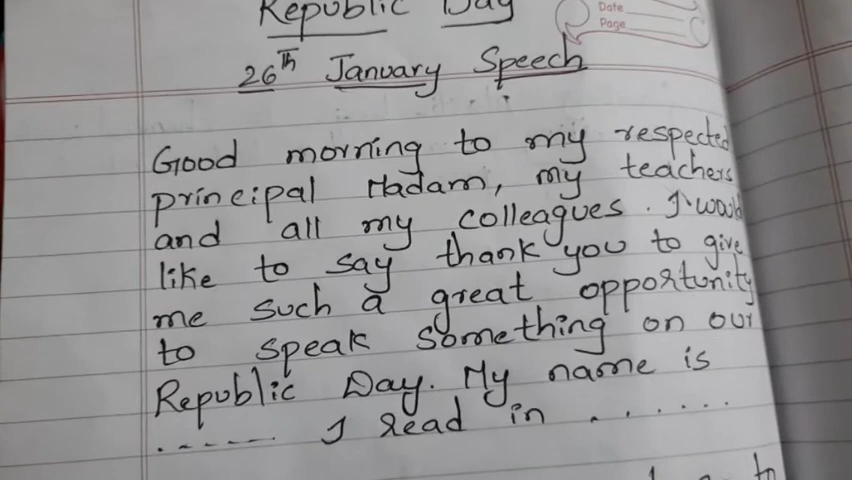 Republic Day
Date
Page
26th January Speech
Good morning to my respected
principal Madam, my teachers
and all my colleagues. I would
like to say thank you to give
me such a great opportunity
to speak something on our
Republic Day. My name is
....... I read in .......
to